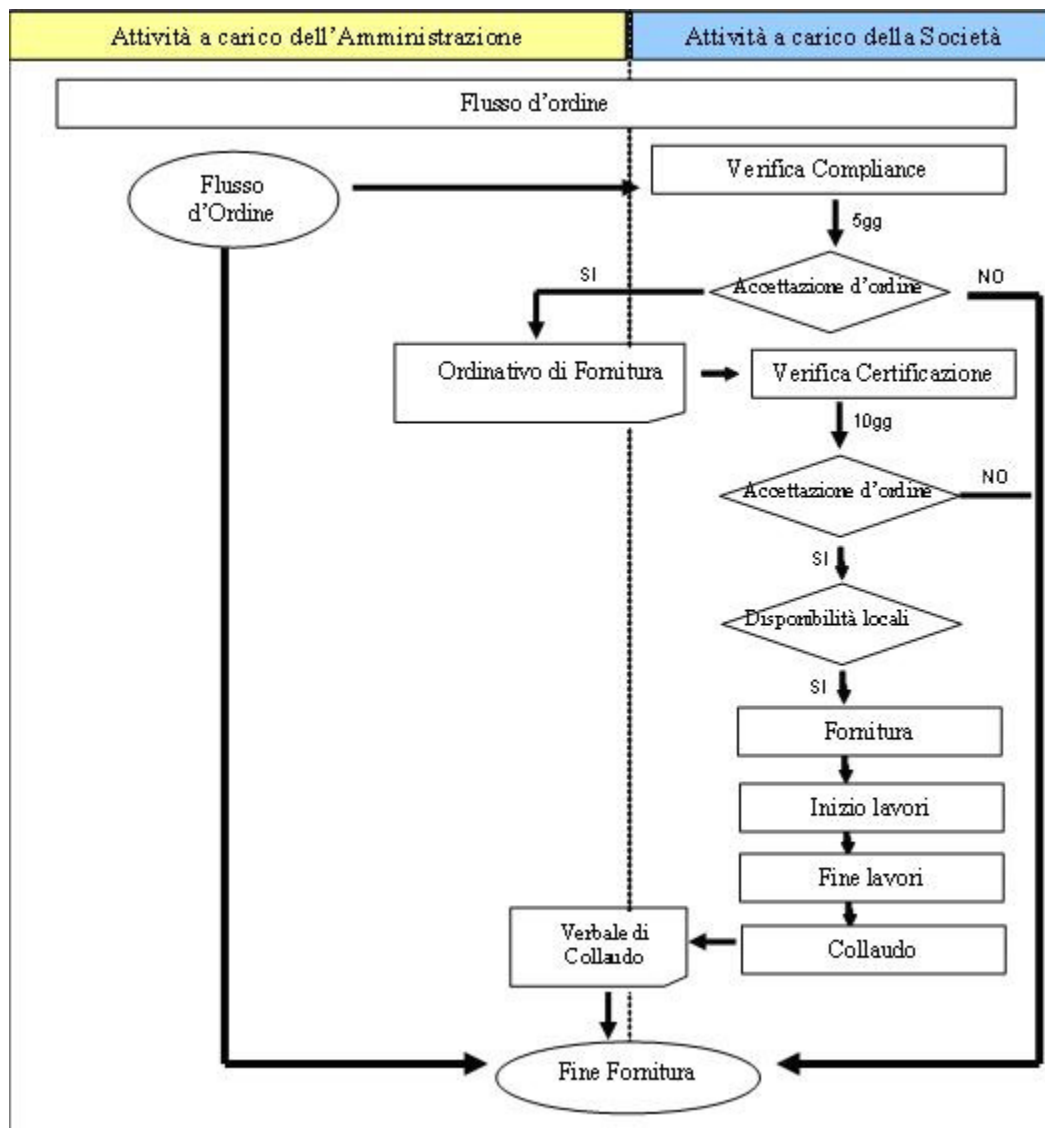 Attività a carico dell'Amministrazione
Attività a carico della Società
Flusso d'ordine
Flusso
d'Ordine
Verifica Compliance
5gg
SI
Accettazione d'ordine
NO
Ordinativo di Fornitura
Verifica Certificazione
10gg
Accettazione d'ordine
NO
SI
Disponibilità locali
SI
Fornitura
Inizio lavori
Fine lavori
Verbale di
Collaudo
Collaudo
Fine Fornitura